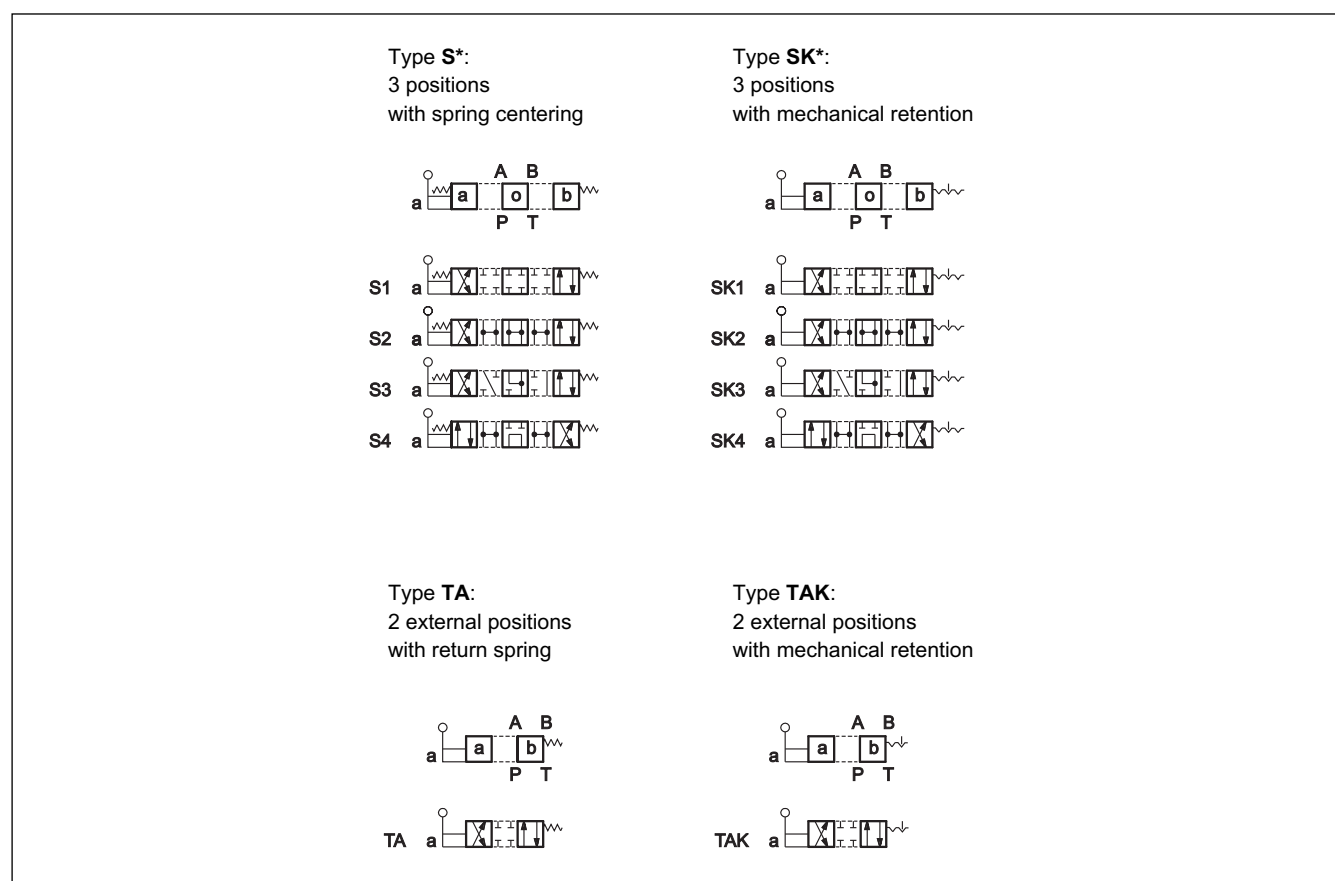 Type S*:
3 positions
with spring centering
Type SK*:
3 positions
with mechanical retention
A B
a a o b
P T
A B
a a o b
P T
S1 a
S2 a
S3 a
S4 a
SK1 a
SK2 a
SK3 a
SK4 a
Type TA:
2 external positions
with return spring
Type TAK:
2 external positions
with mechanical retention
A B
a a b
P T
A B
a a b
P T
TA a
TAK a